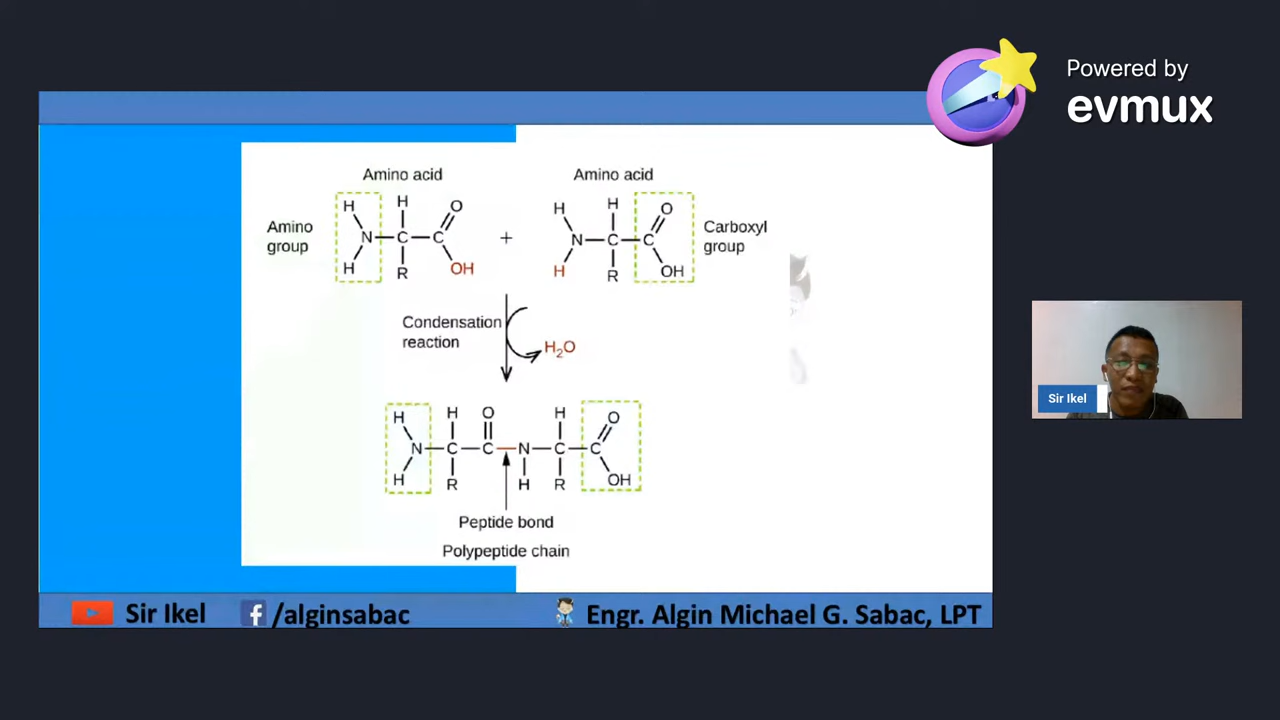 Powered by
evmux
Amino acid
Amino acid
Amino
group
H
H
N
C
H
R
C
O
OH
+
H
H
N
C
H
R
C
O
OH
Carboxyl
group
Condensation
reaction
H₂O
H
H
N
C
H
R
C
O
N
H
C
H
R
C
O
OH
Peptide bond
Polypeptide chain
Sir Ikel
Sir Ikel
/alginsabac
Engr. Algin Michael G. Sabac, LPT